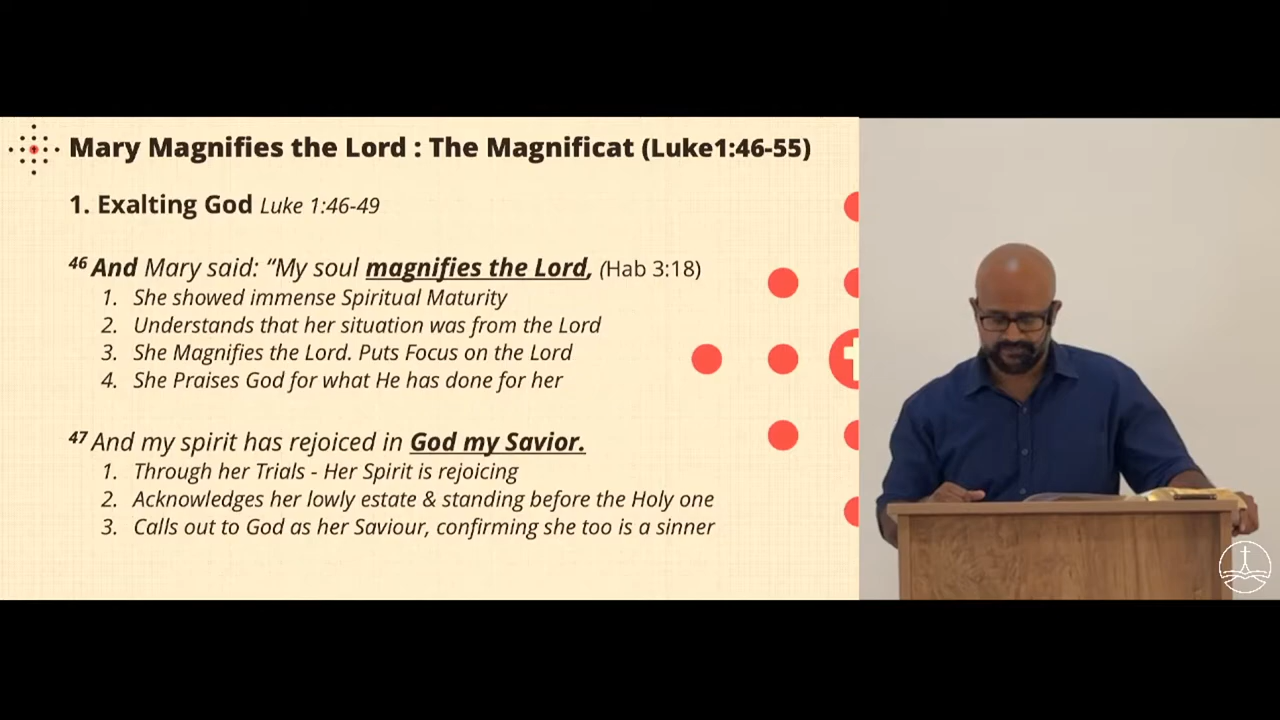 Mary Magnifies the Lord : The Magnificat (Luke1:46-55)
1. Exalting God Luke 1:46-49
46 And Mary said: “My soul magnifies the Lord, (Hab 3:18)
1. She showed immense Spiritual Maturity
2. Understands that her situation was from the Lord
3. She Magnifies the Lord. Puts Focus on the Lord
4. She Praises God for what He has done for her
47 And my spirit has rejoiced in God my Savior.
1. Through her Trials - Her Spirit is rejoicing
2. Acknowledges her lowly estate & standing before the Holy one
3. Calls out to God as her Saviour, confirming she too is a sinner